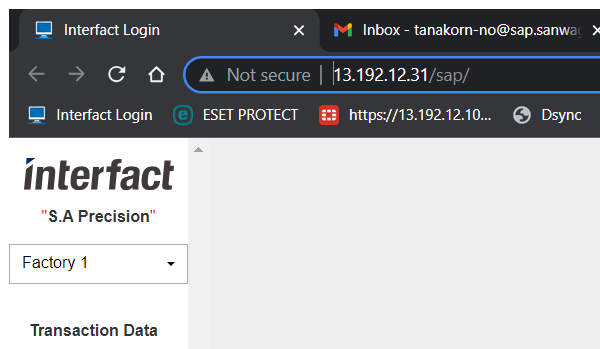 Interfact Login
Inbox - tanakorn-no@sap.sanwa
Not secure | 13.192.12.31/sap/
Interfact Login
ESET PROTECT
https://13.192.12.10...
Dsync
interfact
"S.A Precision"
Factory 1
Transaction Data